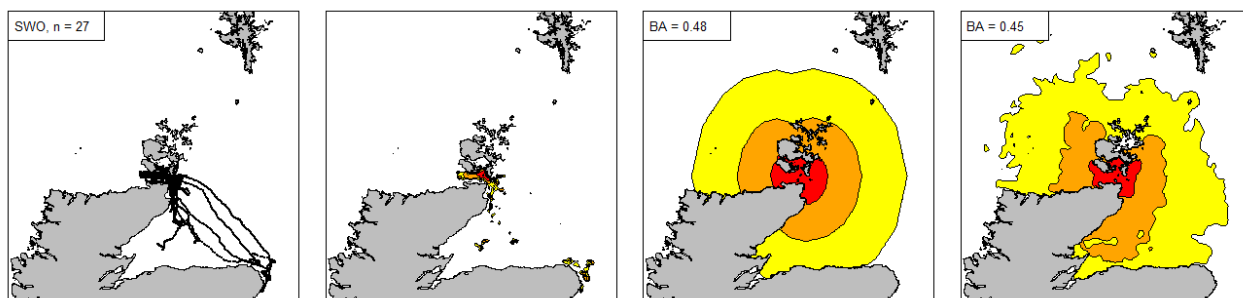 SWO, n = 27
BA = 0.48
BA = 0.45